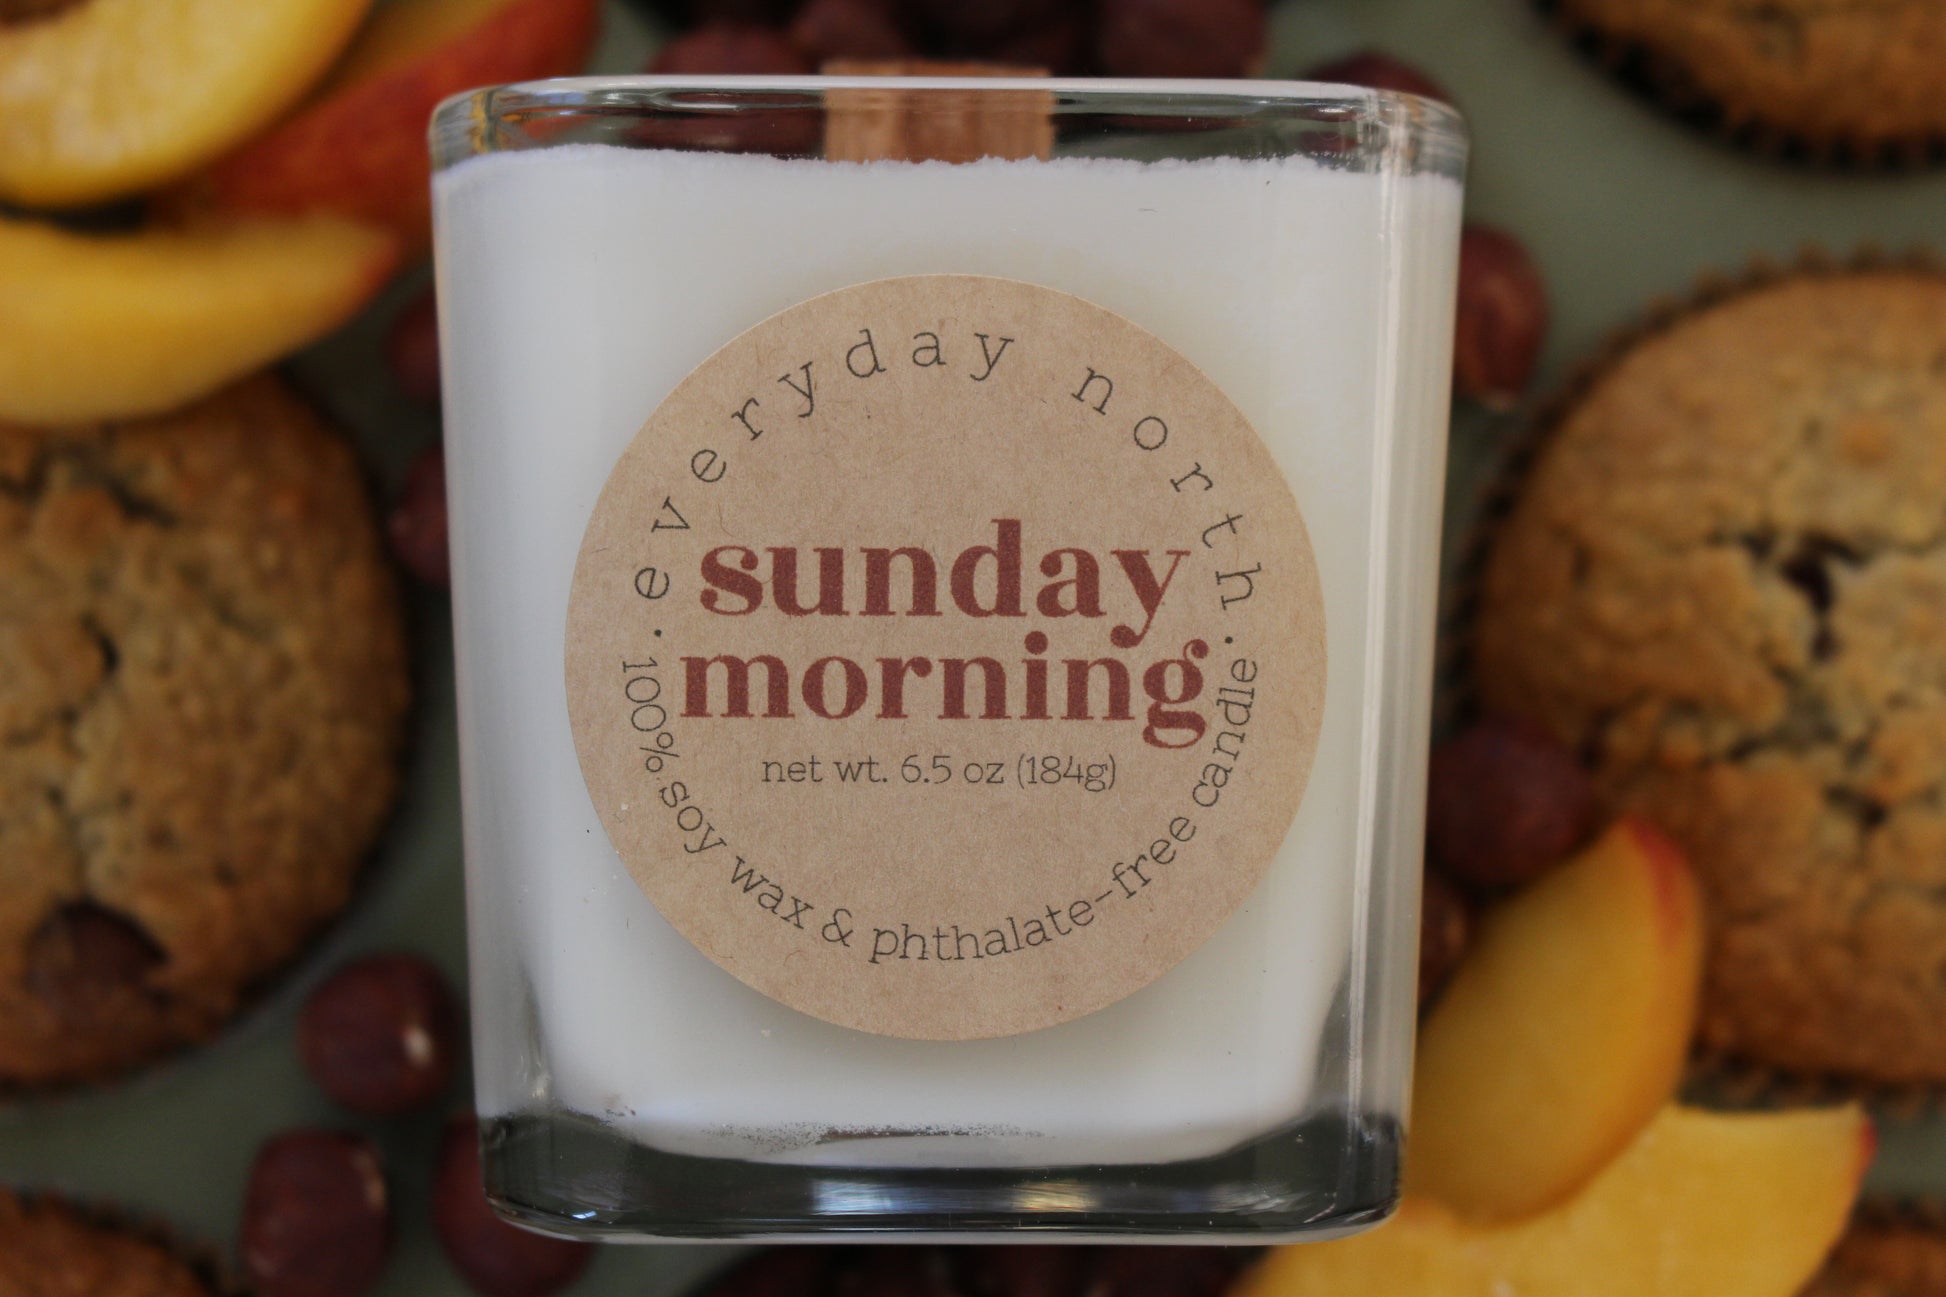 everyday north
sunday
morning
net wt. 6.5 oz (184g)
· 100% soy wax & phthalate-free candle ·